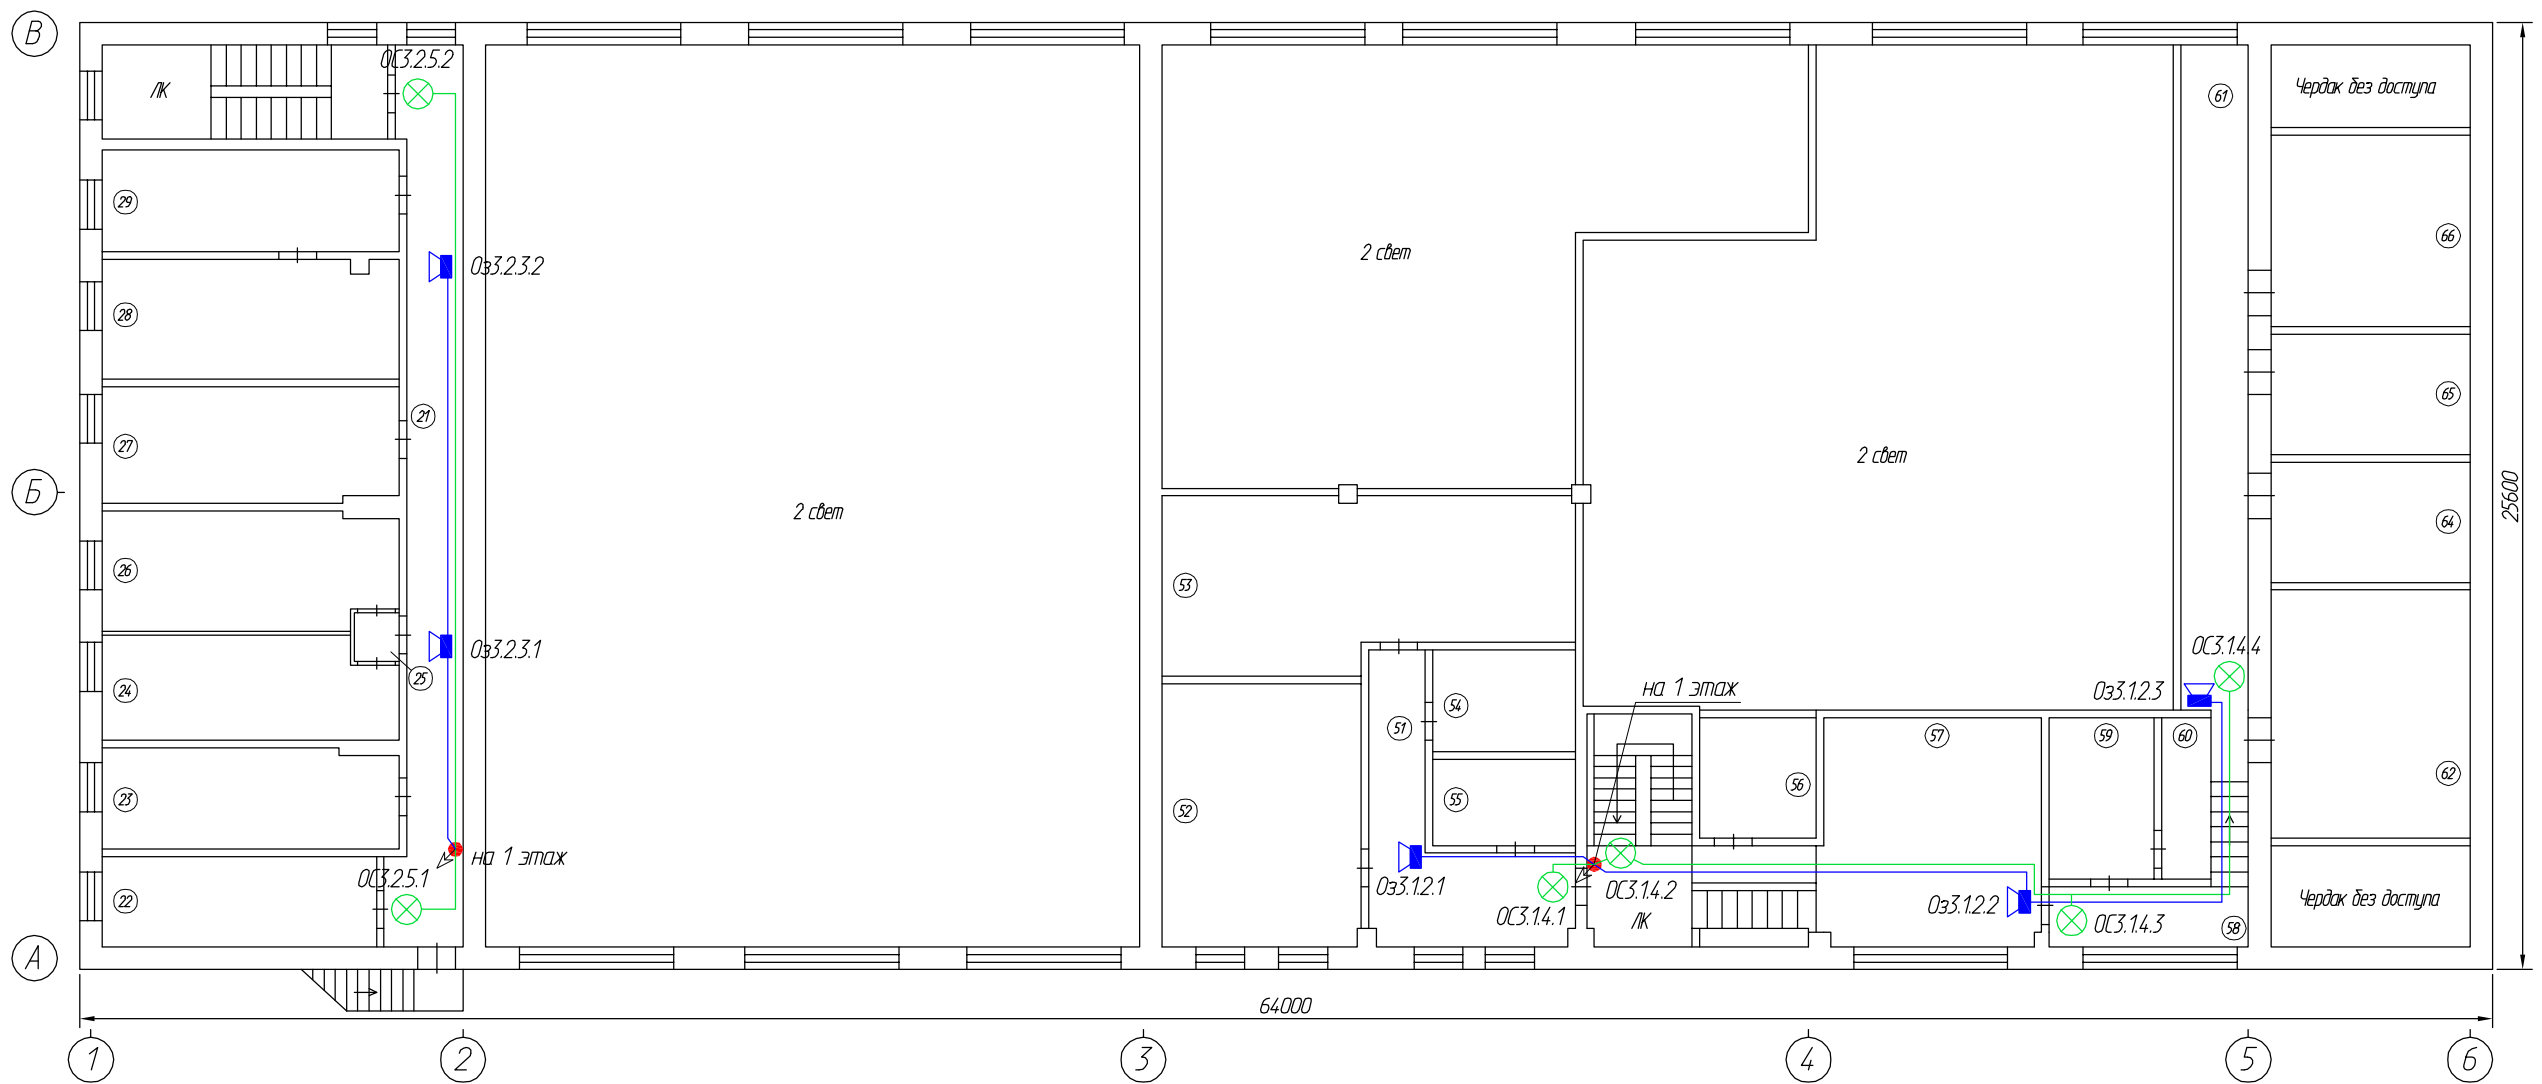 В
ОС3.2.5.2
ЛК
61
Чердак без доступа
29
66
2 свет
Оз3.2.3.2
28
65
21
27
2 свет
Б
2 свет
25600
64
26
53
Оз3.2.3.1
ОС3.1.4.4
25
24
на 1 этаж
Оз3.1.2.3
54
51
57
59
60
62
23
55
56
52
на 1 этаж
ОС3.2.5.1
Оз3.1.2.1
ОС3.1.4.2
22
Оз3.1.2.2
Чердак без доступа
ОС3.1.4.1
ЛК
ОС3.1.4.3
58
А
64000
1
2
3
4
5
6